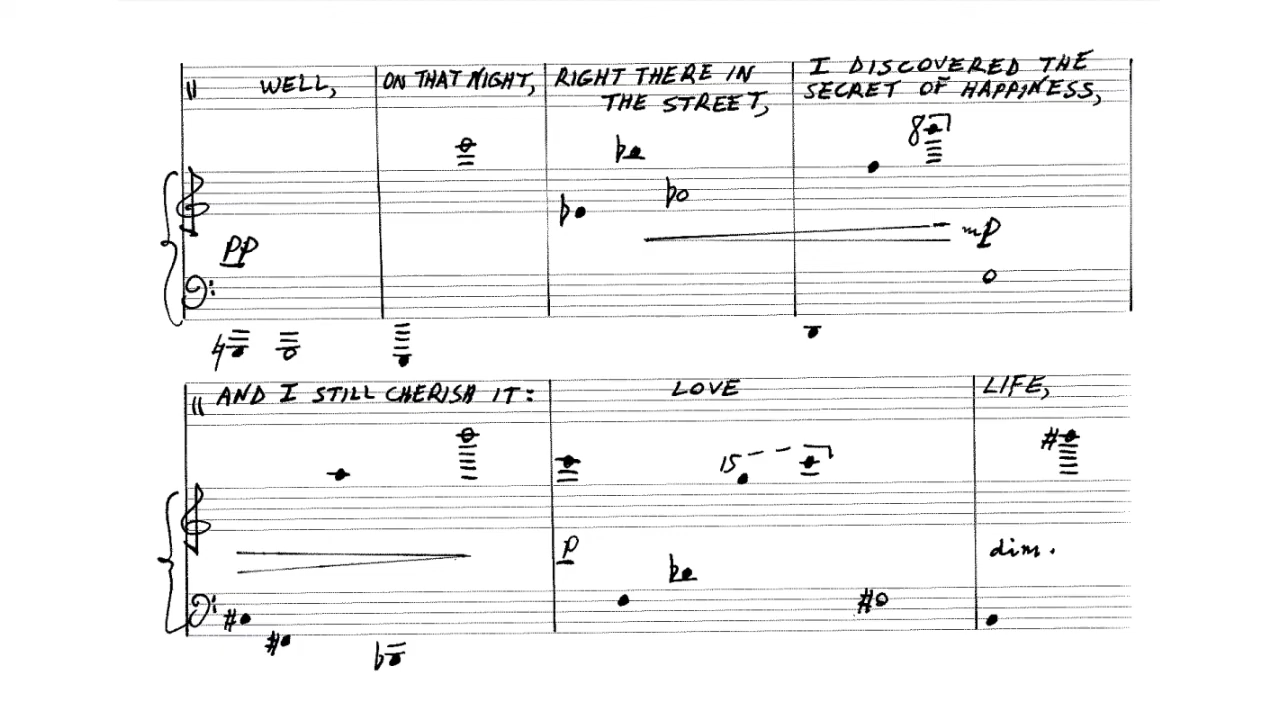 WELL, ON THAT NIGHT, RIGHT THERE IN THE STREET, I DISCOVERED THE SECRET OF HAPPINESS,
8
pp
mp
AND I STILL CHERISH IT: LOVE LIFE,
15
p
dim.